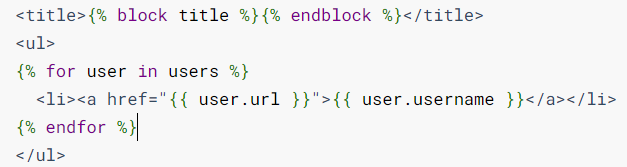 <title>{% block title %}{% endblock %}</title>
<ul>
{% for user in users %}
  <li><a href="{{ user.url }}">{{ user.username }}</a></li>
{% endfor %}
</ul>